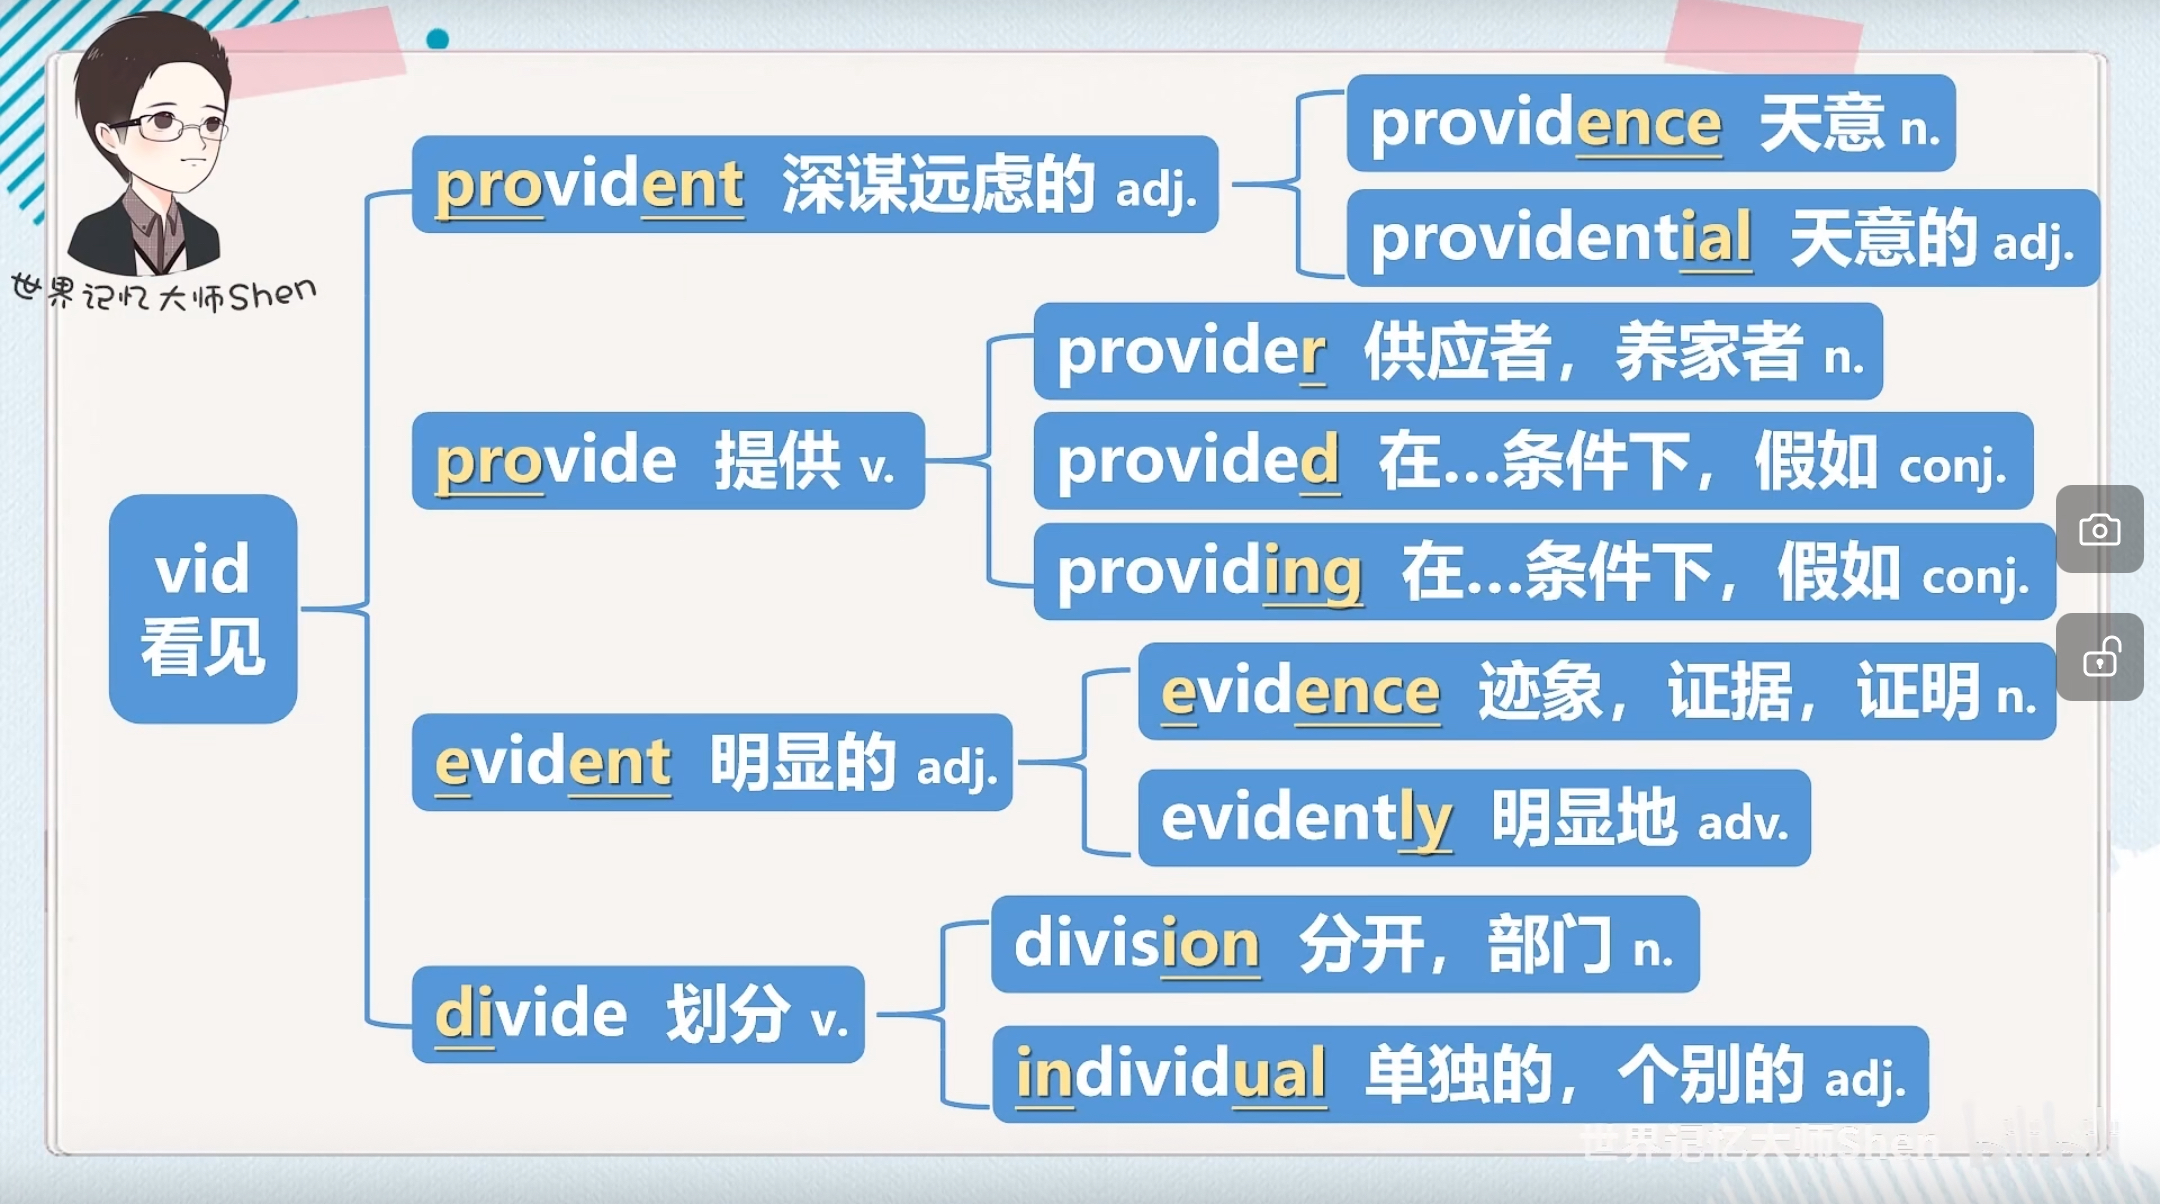 世界记忆大师Shen
vid
看见
provident 深谋远虑的 adj.
providence 天意 n.
providential 天意的 adj.
provide 提供 v.
provider 供应者，养家者 n.
provided 在…条件下，假如 conj.
providing 在…条件下，假如 conj.
evident 明显的 adj.
evidence 迹象，证据，证明 n.
evidently 明显地 adv.
divide 划分 v.
division 分开，部门 n.
individual 单独的，个别的 adj.
世界记忆大师Shen